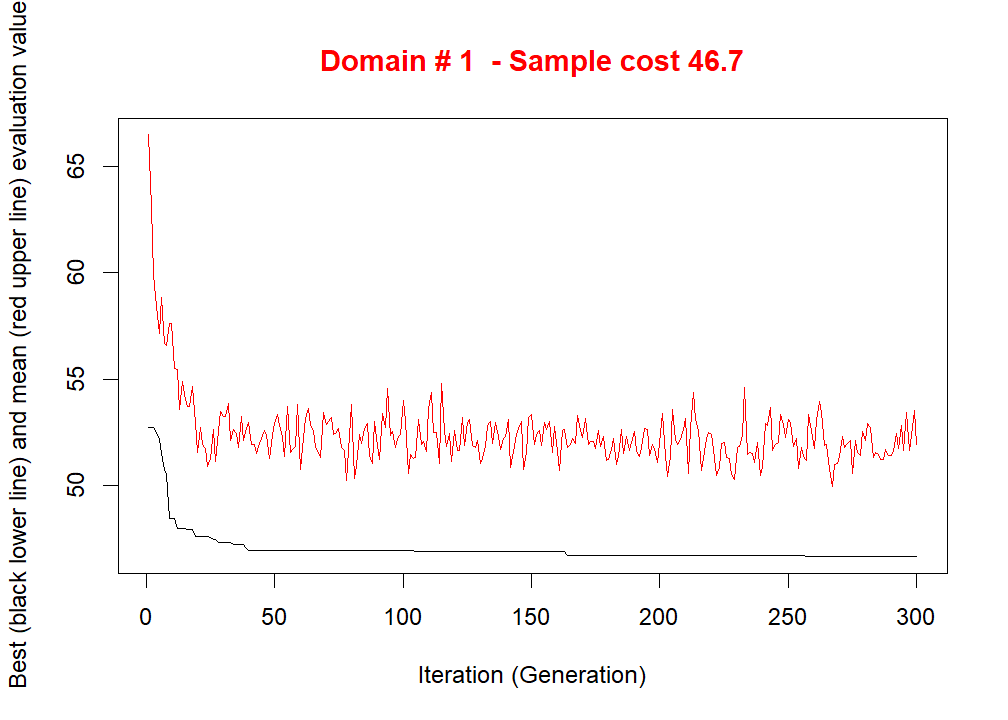 Domain # 1  - Sample cost 46.7
Best (black lower line) and mean (red upper line) evaluation value
65
60
55
50
0 50 100 150 200 250 300
Iteration (Generation)